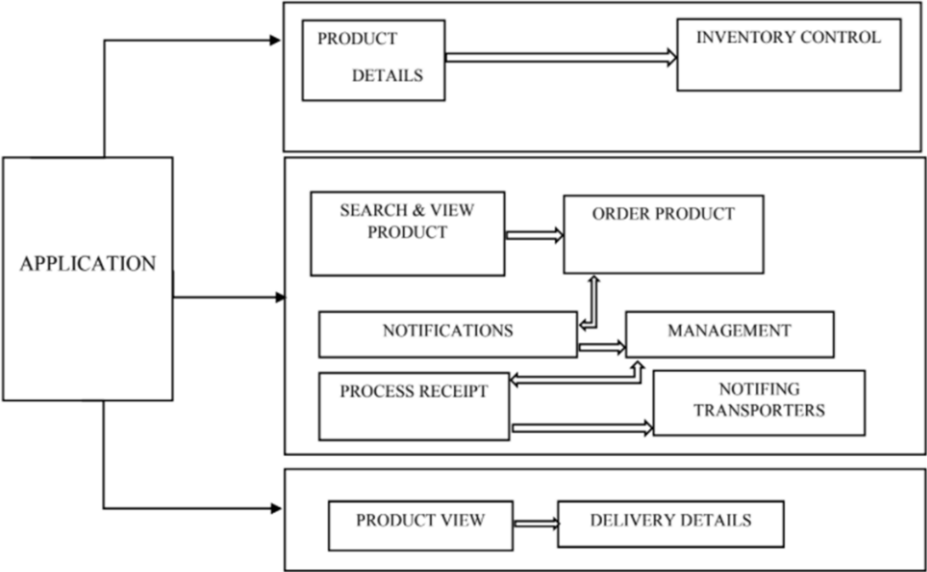 PRODUCT
DETAILS
INVENTORY CONTROL
APPLICATION
SEARCH & VIEW
PRODUCT
ORDER PRODUCT
NOTIFICATIONS
MANAGEMENT
PROCESS RECEIPT
NOTIFING
TRANSPORTERS
PRODUCT VIEW
DELIVERY DETAILS